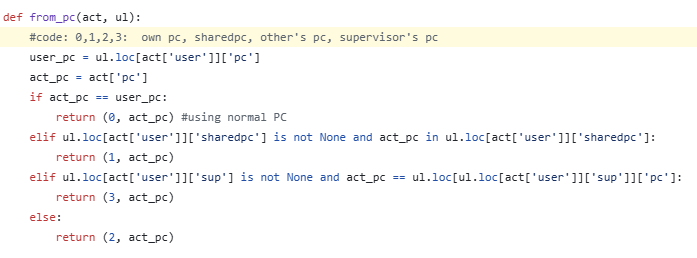 def from_pc(act, ul):
    #code: 0,1,2,3:  own pc, sharedpc, other's pc, supervisor's pc
    user_pc = ul.loc[act['user']]['pc']
    act_pc = act['pc']
    if act_pc == user_pc:
        return (0, act_pc) #using normal PC
    elif ul.loc[act['user']]['sharedpc'] is not None and act_pc in ul.loc[act['user']]['sharedpc']:
        return (1, act_pc)
    elif ul.loc[act['user']]['sup'] is not None and act_pc == ul.loc[ul.loc[act['user']]['sup']]['pc']:
        return (3, act_pc)
    else:
        return (2, act_pc)